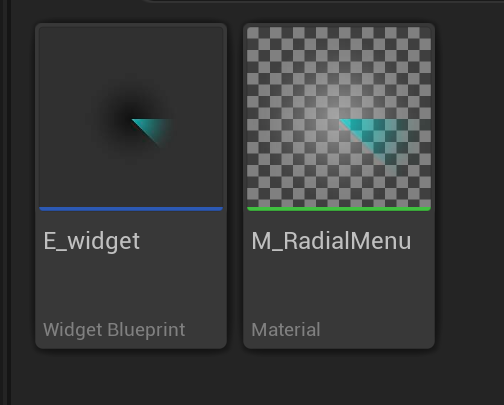 E_widget
M_RadialMenu
Widget Blueprint
Material